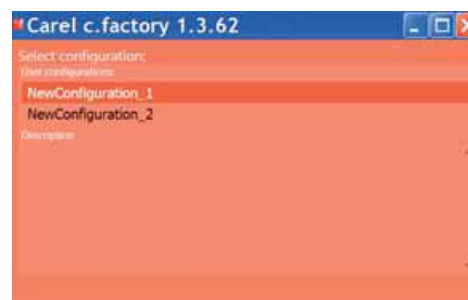 Carel c.factory 1.3.62
Select configuration:
User configurations:
NewConfiguration_1
NewConfiguration_2
Description